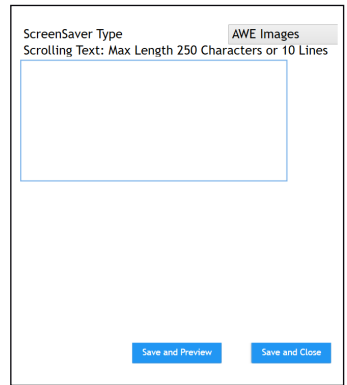 ScreenSaver Type AWE Images
Scrolling Text: Max Length 250 Characters or 10 Lines
Save and Preview Save and Close